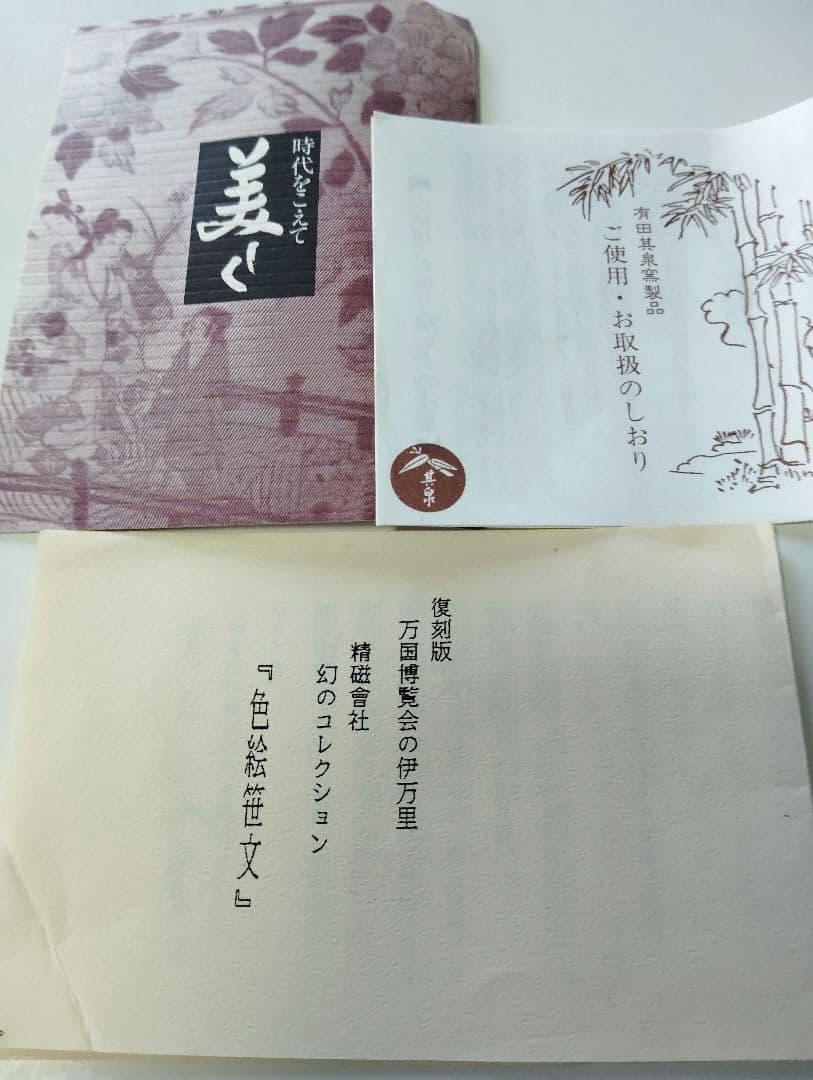 時代をこえて
美しく
有田其泉窯製品
ご使用・お取扱のしおり
其泉
復刻版
万国博覧会の伊万里
精磁會社
幻のコレクション
『色絵笹文』